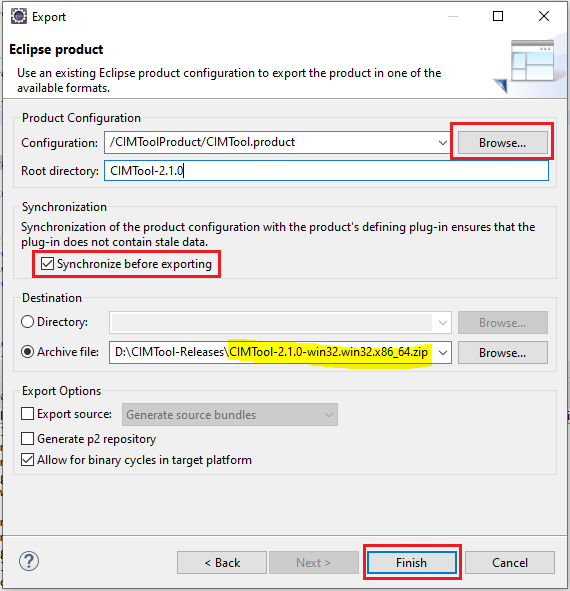 Export
Eclipse product
Use an existing Eclipse product configuration to export the product in one of the
available formats.
Product Configuration
Configuration: /CIMToolProduct/CIMTool.product Browse...
Root directory: CIMTool-2.1.0
Synchronization
Synchronization of the product configuration with the product's defining plug-in ensures that the
plug-in does not contain stale data.
Synchronize before exporting
Destination
Directory: Browse...
Archive file: D:\CIMTool-Releases\CIMTool-2.1.0-win32.win32.x86_64.zip Browse...
Export Options
Export source: Generate source bundles
Generate p2 repository
Allow for binary cycles in target platform
? < Back Next > Finish Cancel